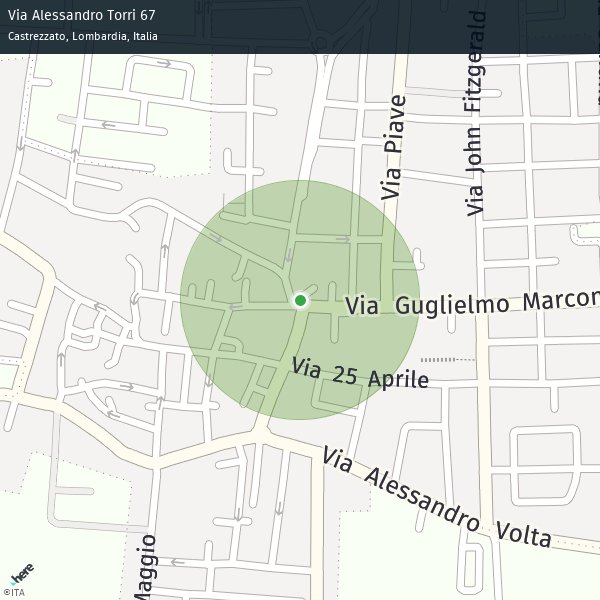 Via Alessandro Torri 67
Castrezzato, Lombardia, Italia
Via John Fitzgerald
Via Piave
Via Guglielmo Marcon
Via 25 Aprile
Via Alessandro Volta
Maggio
here
©ITA